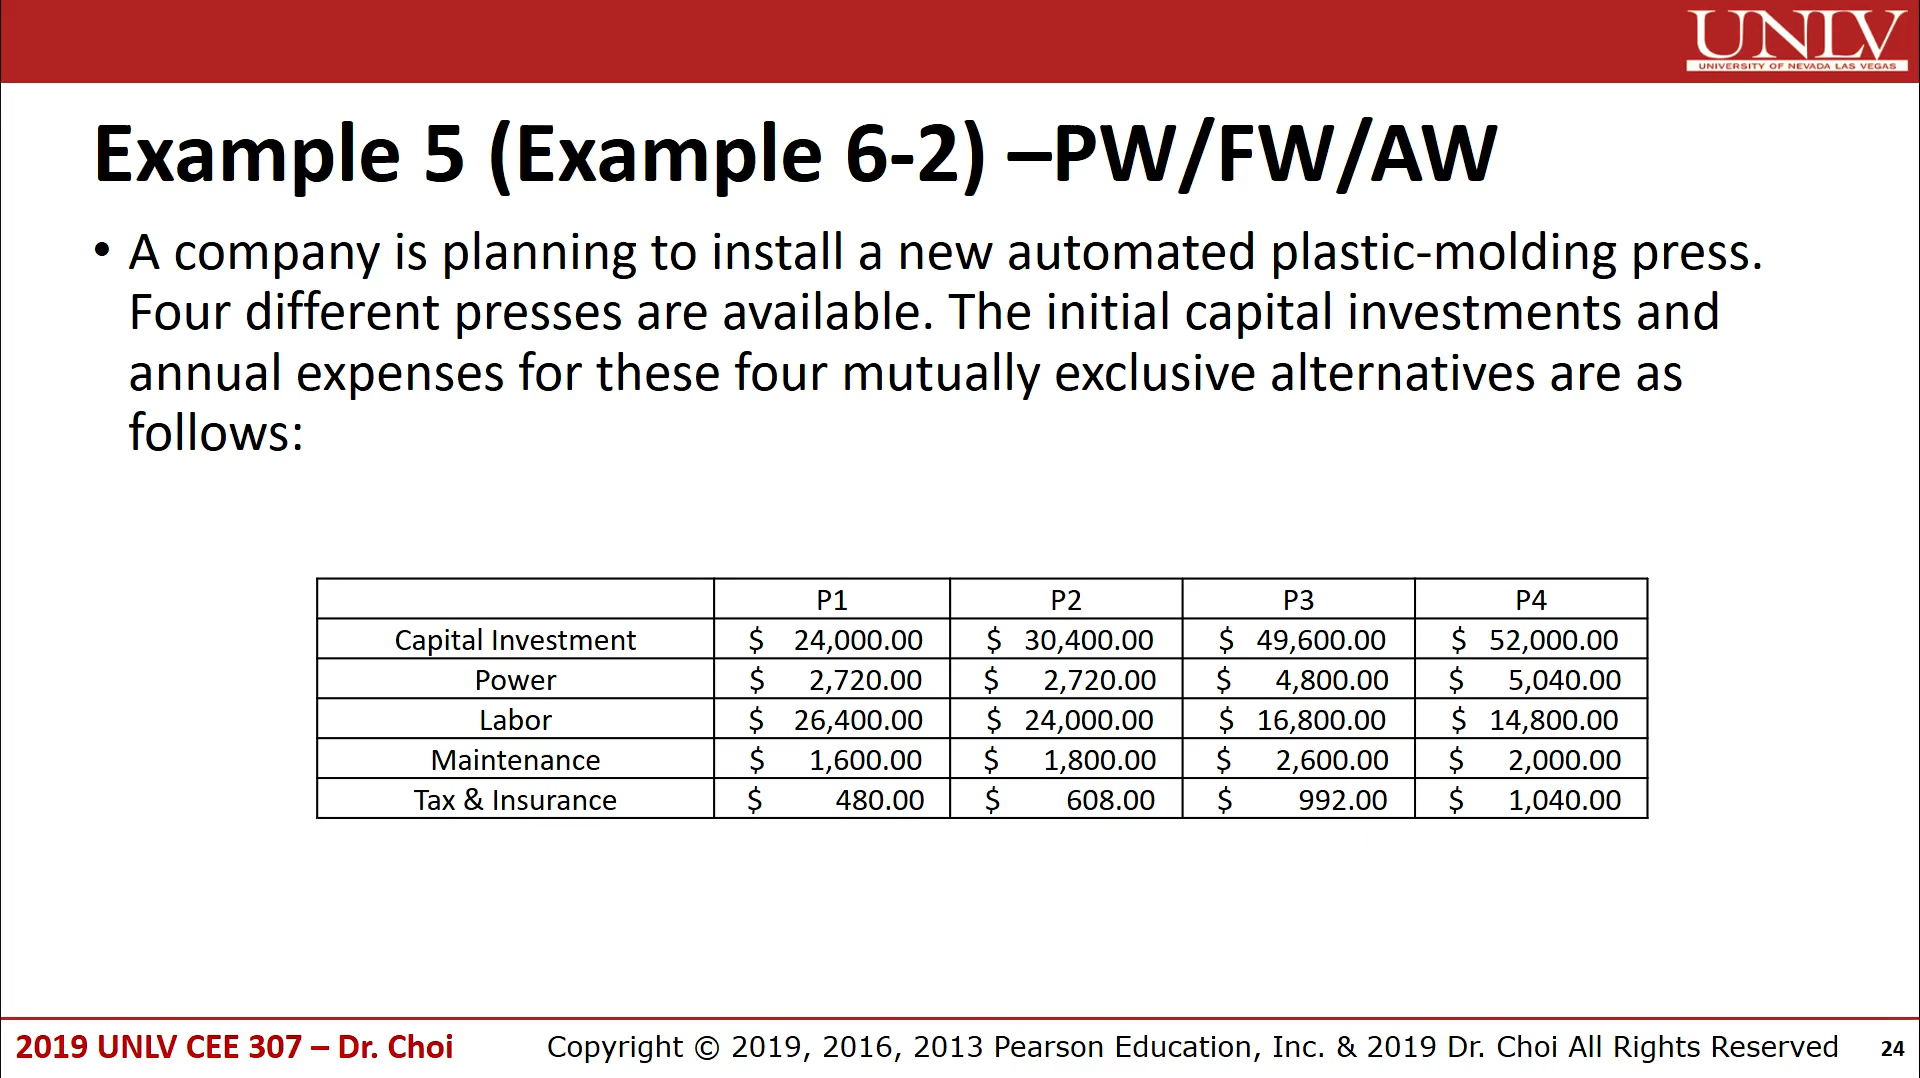 UNLV
UNIVERSITY OF NEVADA LAS VEGAS
Example 5 (Example 6-2) –PW/FW/AW
• A company is planning to install a new automated plastic-molding press.
Four different presses are available. The initial capital investments and
annual expenses for these four mutually exclusive alternatives are as
follows:
P1 P2 P3 P4
Capital Investment $ 24,000.00 $ 30,400.00 $ 49,600.00 $ 52,000.00
Power $ 2,720.00 $ 2,720.00 $ 4,800.00 $ 5,040.00
Labor $ 26,400.00 $ 24,000.00 $ 16,800.00 $ 14,800.00
Maintenance $ 1,600.00 $ 1,800.00 $ 2,600.00 $ 2,000.00
Tax & Insurance $ 480.00 $ 608.00 $ 992.00 $ 1,040.00
2019 UNLV CEE 307 – Dr. Choi Copyright © 2019, 2016, 2013 Pearson Education, Inc. & 2019 Dr. Choi All Rights Reserved 24